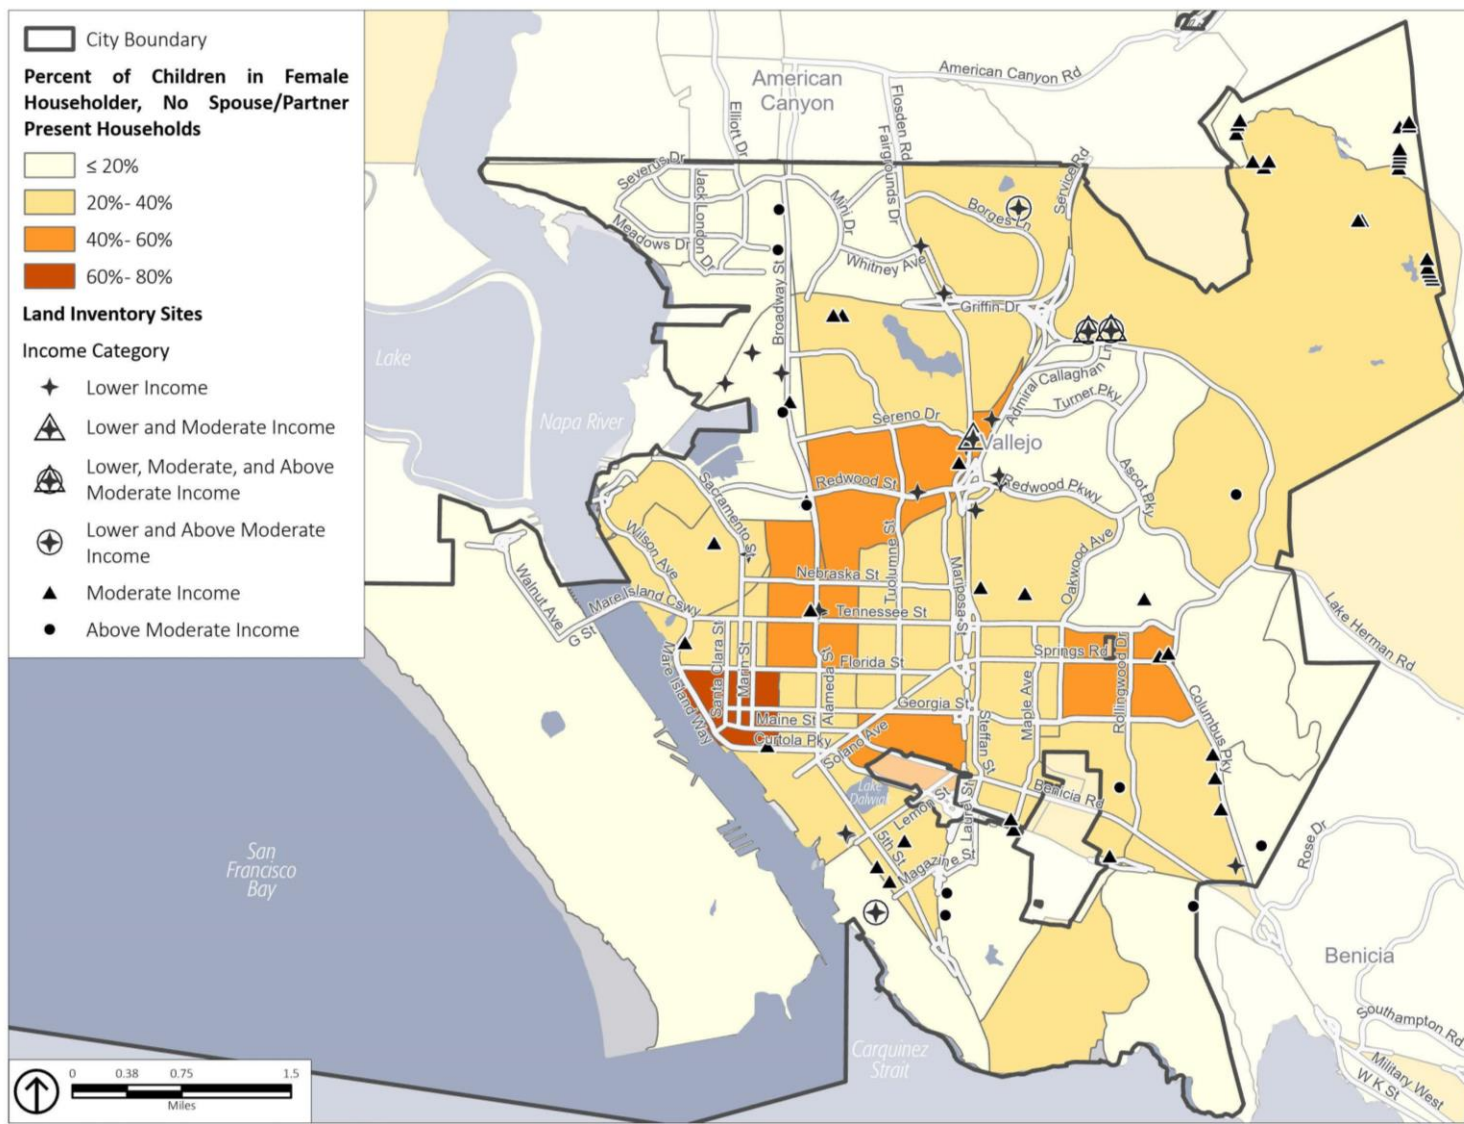 City Boundary
Percent of Children in Female
Householder, No Spouse/Partner
Present Households
≤ 20%
20%- 40%
40%- 60%
60%- 80%
Land Inventory Sites
Income Category
Lower Income
Lower and Moderate Income
Lower, Moderate, and Above
Moderate Income
Lower and Above Moderate
Income
Moderate Income
Above Moderate Income
American
Canyon
American Canyon Rd
Elliott Dr
Flosden Rd
Fairgrounds Dr
Service Rd
Severus Dr
Jack London Dr
Meadows Dr
Mini Dr
Borges Ln
Whitney Ave
Broadway St
Griffin Dr
Lake
Napa River
Admiral Callaghan Ln
Turner Pky
Sereno Dr
Vallejo
Ascot Pky
Redwood St
Redwood Pkwy
Sacramento St
Wilson Ave
Tuolumne St
Mariposa St
Oakwood Ave
Nebraska St
Walnut Ave
G St
Mare Island Cswy
Tennessee St
Lake Herman Rd
Santa Clara St
Marin St
Mare Island Way
Alameda St
Florida St
Springs Rd
Rollingwood Dr
Georgia St
Maine St
Curtola Pky
Solano Ave
Steffan St
Maple Ave
Columbus Pky
Lake
Dalwick
Lemon St
Laurel St
Benicia Rd
5th St
Magazine St
Rose Dr
San
Francisco
Bay
Benicia
Southampton Rd
Carquinez
Strait
Military West
W K St
0 0.38 0.75 1.5
Miles